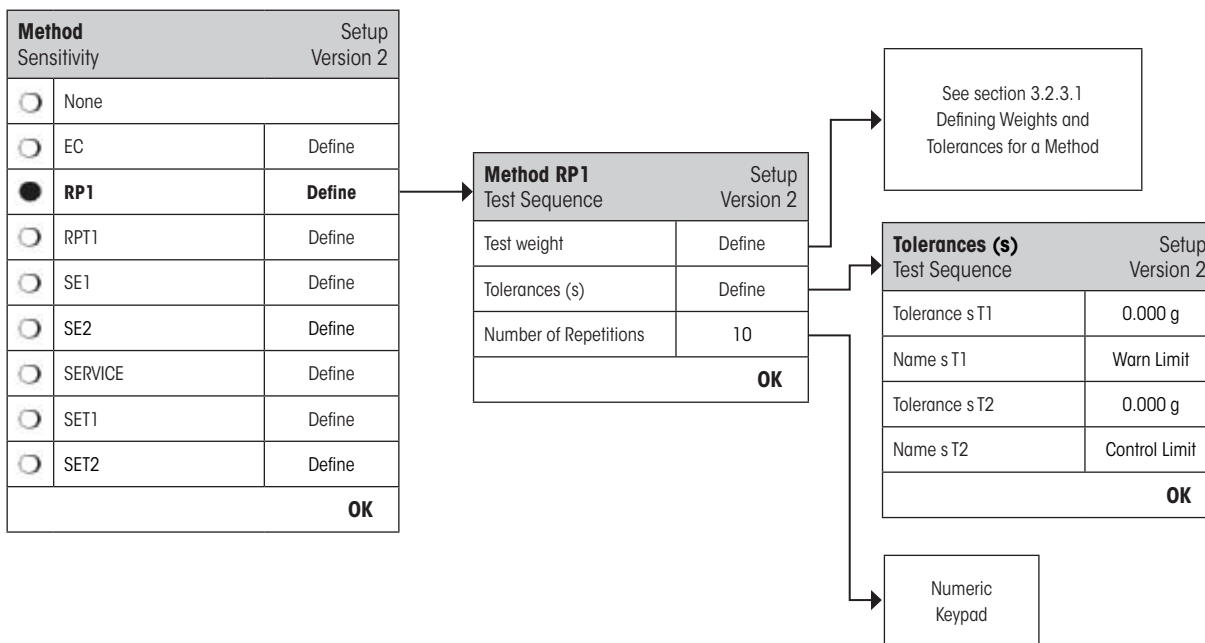 Method Setup
Sensitivity Version 2
None
EC Define
RP1 Define
RPT1 Define
SE1 Define
SE2 Define
SERVICE Define
SET1 Define
SET2 Define
OK
Method RP1 Setup
Test Sequence Version 2
Test weight Define
Tolerances (s) Define
Number of Repetitions 10
OK
See section 3.2.3.1
Defining Weights and
Tolerances for a Method
Tolerances (s) Setup
Test Sequence Version 2
Tolerance s T1 0.000 g
Name s T1 Warn Limit
Tolerance s T2 0.000 g
Name s T2 Control Limit
OK
Numeric
Keypad